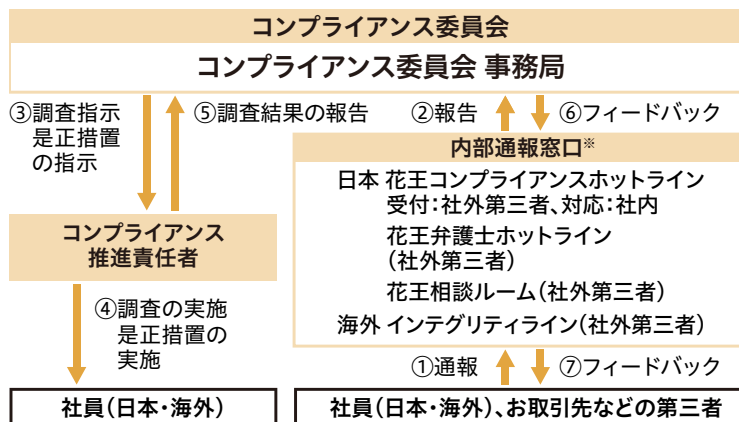 コンプライアンス委員会
コンプライアンス委員会 事務局
③調査指示
是正措置
の指示
⑤調査結果の報告
②報告
⑥フィードバック
内部通報窓口※
日本 花王コンプライアンスホットライン
受付：社外第三者、対応：社内
花王弁護士ホットライン
（社外第三者）
花王相談ルーム（社外第三者）
海外 インテグリティライン（社外第三者）
コンプライアンス
推進責任者
④調査の実施
是正措置の
実施
①通報
⑦フィードバック
社員（日本・海外）
社員（日本・海外）、お取引先などの第三者